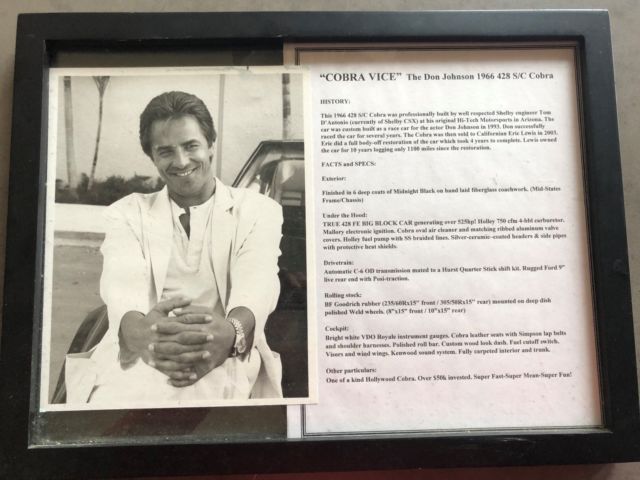 “COBRA VICE” The Don Johnson 1966 428 S/C Cobra
HISTORY:
This 1966 428 S/C Cobra was professionally built by well respected Shelby engineer Tom
D'Antonio (currently of Shelby CSX) at his original Hi-Tech Motorsports in Arizona. The
car was custom built as a race car for the actor Don Johnson in 1993. Don successfully
raced the car for several years. The Cobra was then sold to Californian Eric Lewis in 2003.
Eric did a full body-off restoration of the car which took 4 years to complete. Lewis owned
the car for 10 years logging only 1100 miles since the restoration.
FACTS and SPECS:
Exterior:
Finished in 6 deep coats of Midnight Black on hand laid fiberglass coachwork. (Mid-States
Frame/Chassis)
Under the Hood:
TRUE 428 FE BIG BLOCK CAR generating over 525hp! Holley 750 cfm 4-bbl carburetor.
Mallory electronic ignition. Cobra oval air cleaner and matching ribbed aluminum valve
covers. Holley fuel pump with SS braided lines. Silver-ceramic-coated headers & side pipes
with protective heat shields.
Drivetrain:
Automatic C-6 OD transmission mated to a Hurst Quarter Stick shift kit. Rugged Ford 9"
live rear end with Posi-traction.
Rolling stock:
BF Goodrich rubber (235/60Rx15" front / 305/50Rx15" rear) mounted on deep dish
polished Weld wheels. (8"x15" front / 10"x15" rear)
Cockpit:
Bright white VDO Royale instrument gauges. Cobra leather seats with Simpson lap belts
and shoulder harnesses. Polished roll bar. Custom wood look dash. Fuel cutoff switch.
Visors and wind wings. Kenwood sound system. Fully carpeted interior and trunk.
Other particulars:
One of a kind Hollywood Cobra. Over $50k invested. Super Fast-Super Mean-Super Fun!